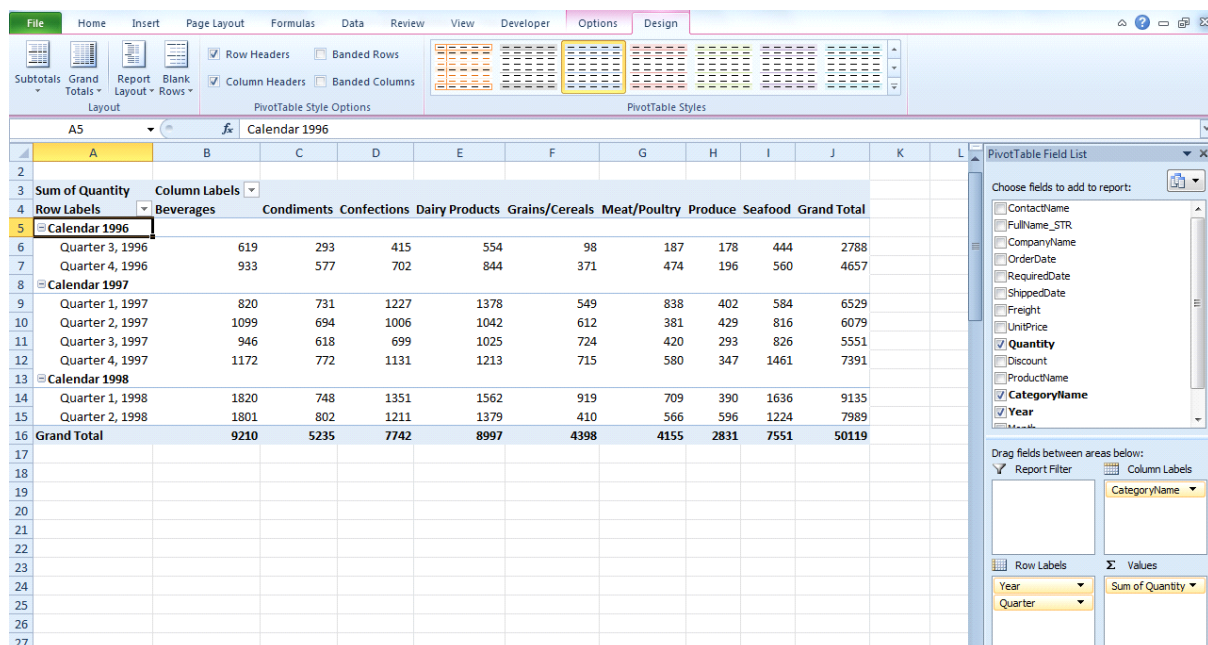 File Home Insert Page Layout Formulas Data Review View Developer Options Design
Row Headers Banded Rows
Subtotals Grand Totals Report Layout Blank Rows
Column Headers Banded Columns
Layout PivotTable Style Options PivotTable Styles
A5 fx Calendar 1996
A B C D E F G H I J K L PivotTable Field List
2
3 Sum of Quantity Column Labels
4 Row Labels Beverages Condiments Confections Dairy Products Grains/Cereals Meat/Poultry Produce Seafood Grand Total
5 Calendar 1996
6 Quarter 3, 1996 619 293 415 554 98 187 178 444 2788
7 Quarter 4, 1996 933 577 702 844 371 474 196 560 4657
8 Calendar 1997
9 Quarter 1, 1997 820 731 1227 1378 549 838 402 584 6529
10 Quarter 2, 1997 1099 694 1006 1042 612 381 429 816 6079
11 Quarter 3, 1997 946 618 699 1025 724 420 293 826 5551
12 Quarter 4, 1997 1172 772 1131 1213 715 580 347 1461 7391
13 Calendar 1998
14 Quarter 1, 1998 1820 748 1351 1562 919 709 390 1636 9135
15 Quarter 2, 1998 1801 802 1211 1379 410 566 596 1224 7989
16 Grand Total 9210 5235 7742 8997 4398 4155 2831 7551 50119
17
18
19
20
21
22
23
24
25
26
27
Choose fields to add to report:
ContactName
FullName_STR
CompanyName
OrderDate
RequiredDate
ShippedDate
Freight
UnitPrice
Quantity
Discount
ProductName
CategoryName
Year
Month
Drag fields between areas below:
Report Filter Column Labels
CategoryName
Row Labels Σ Values
Year Sum of Quantity
Quarter